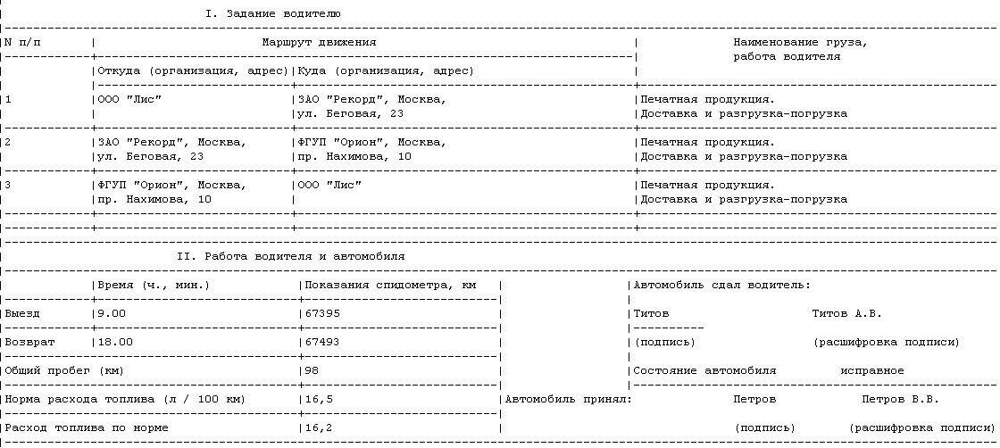 I. Задание водителю
N п/п Маршрут движения Наименование груза,
работа водителя
Откуда (организация, адрес) Куда (организация, адрес)
1 ООО "Лис" ЗАО "Рекорд", Москва, Печатная продукция.
ул. Беговая, 23 Доставка и разгрузка-погрузка
2 ЗАО "Рекорд", Москва, ФГУП "Орион", Москва, Печатная продукция.
ул. Беговая, 23 пр. Нахимова, 10 Доставка и разгрузка-погрузка
3 ФГУП "Орион", Москва, ООО "Лис" Печатная продукция.
пр. Нахимова, 10 Доставка и разгрузка-погрузка
II. Работа водителя и автомобиля
Время (ч., мин.) Показания спидометра, км Автомобиль сдал водитель:
Выезд 9.00 67395 Титов Титов А.В.
Возврат 18.00 67493 (подпись) (расшифровка подписи)
Общий пробег (км) 98 Состояние автомобиля исправное
Норма расхода топлива (л / 100 км) 16,5 Автомобиль принял: Петров Петров В.В.
Расход топлива по норме 16,2 (подпись) (расшифровка подписи)